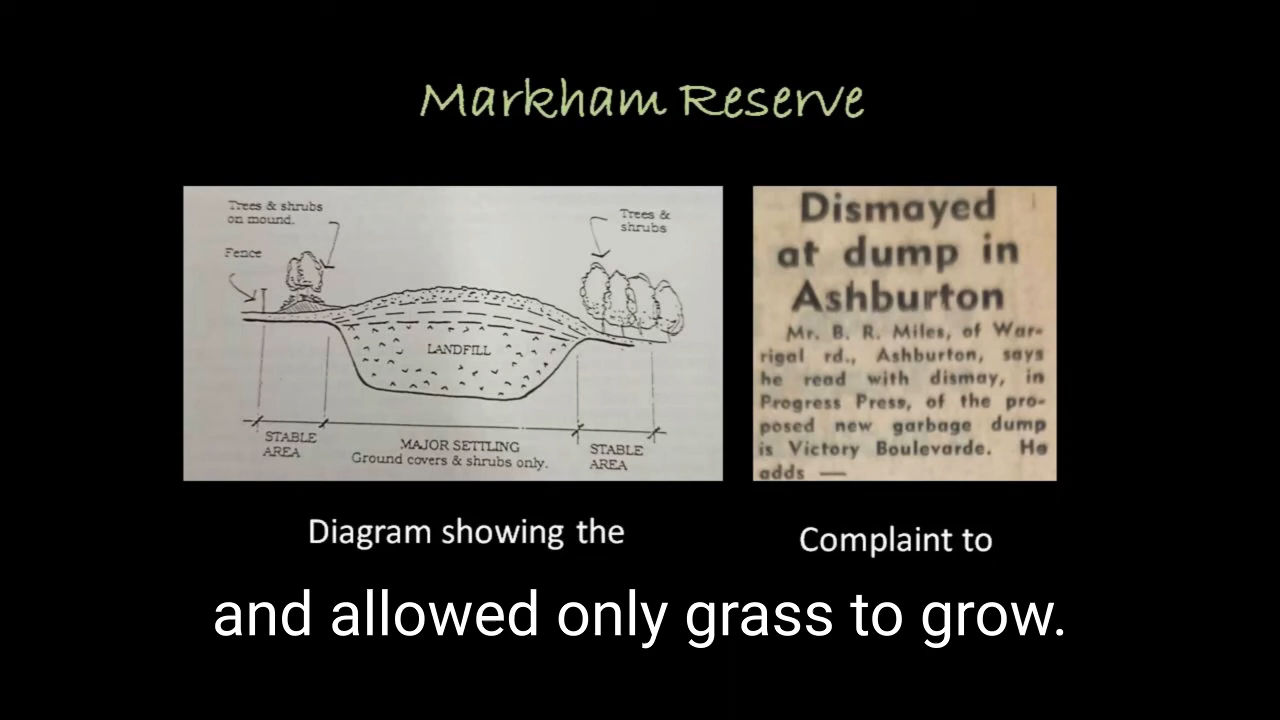 Markham Reserve
Trees & shrubs
on mound.
Fence
Trees &
shrubs
LANDFILL
STABLE
AREA
MAJOR SETTLING
Ground covers & shrubs only.
STABLE
AREA
Dismayed
at dump in
Ashburton
Mr. B. R. Miles, of War-
rigal rd., Ashburton, says
he read with dismay, in
Progress Press, of the pro-
posed new garbage dump
is Victory Boulevarde. He
adds —
Diagram showing the
Complaint to
and allowed only grass to grow.